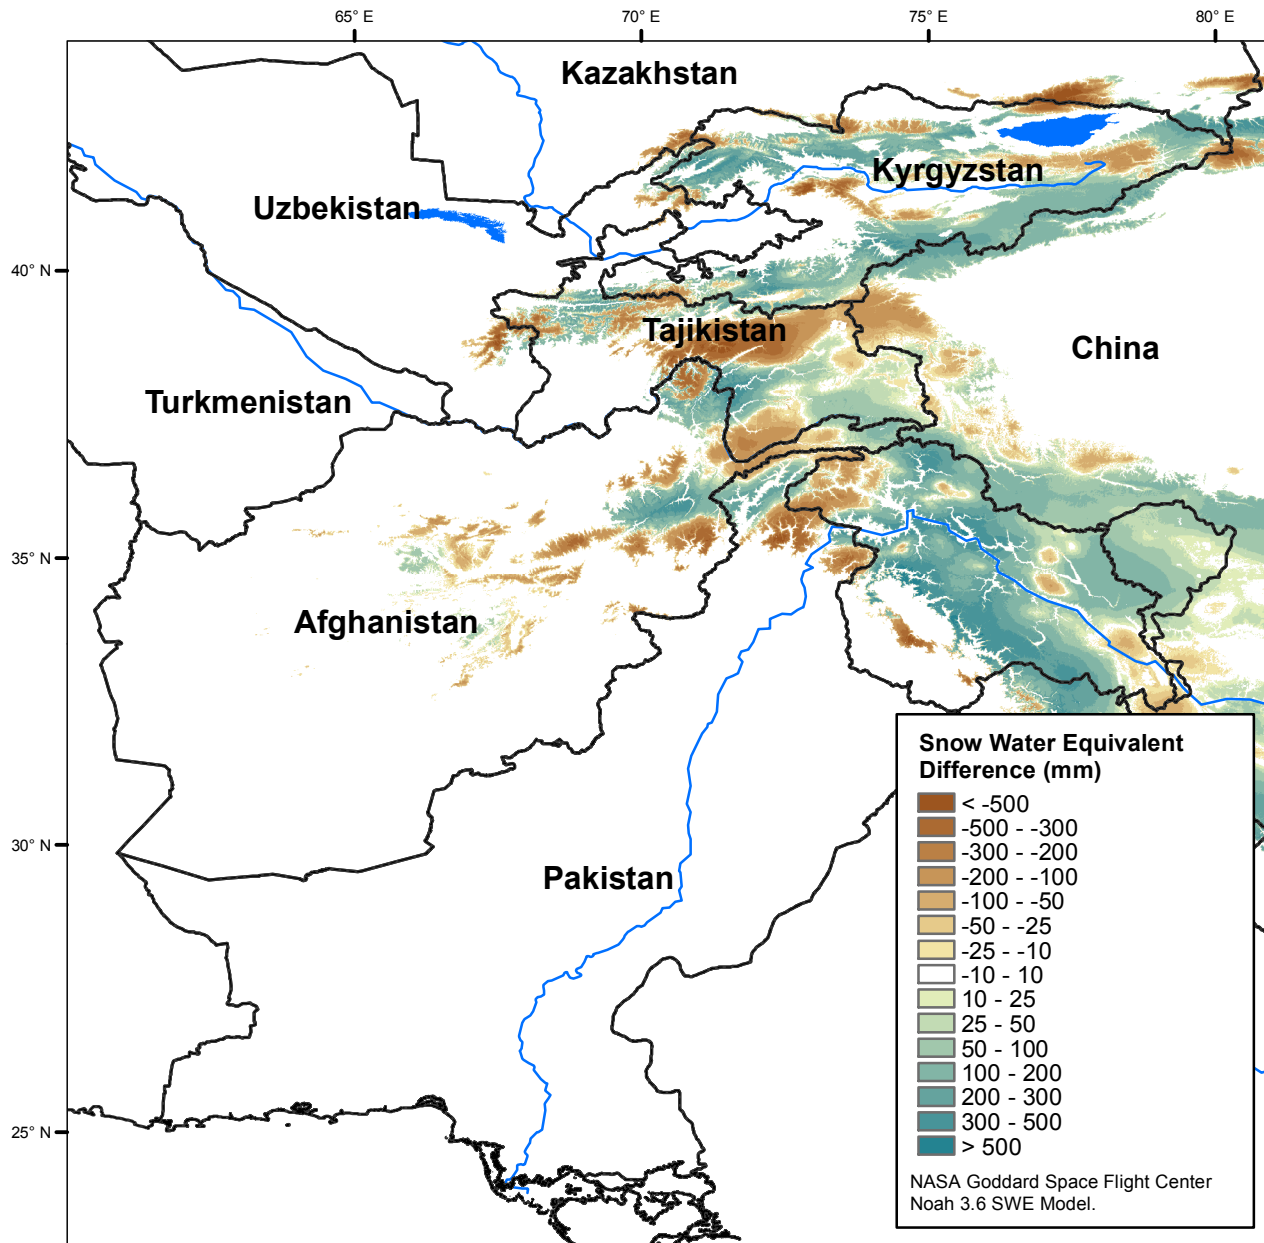 65° E
70° E
75° E
80° E
Kazakhstan
Kyrgyzstan
Uzbekistan
40° N
Tajikistan
China
Turkmenistan
35° N
Afghanistan
30° N
Pakistan
25° N
Snow Water Equivalent
Difference (mm)
< -500
-500 - -300
-300 - -200
-200 - -100
-100 - -50
-50 - -25
-25 - -10
-10 - 10
10 - 25
25 - 50
50 - 100
100 - 200
200 - 300
300 - 500
> 500
NASA Goddard Space Flight Center
Noah 3.6 SWE Model.